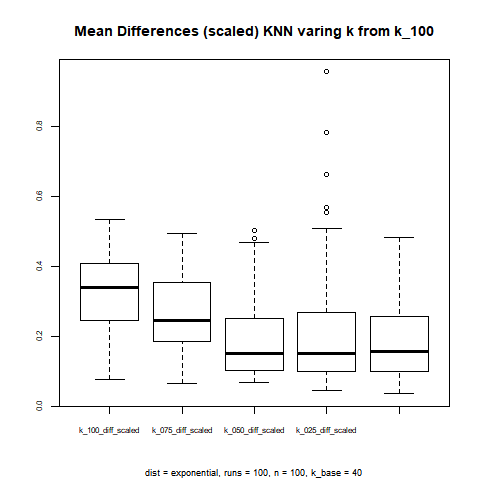 Mean Differences (scaled) KNN varing k from k_100
0.8
0.6
0.4
0.2
0.0
k_100_diff_scaled k_075_diff_scaled k_050_diff_scaled k_025_diff_scaled
dist = exponential, runs = 100, n = 100, k_base = 40